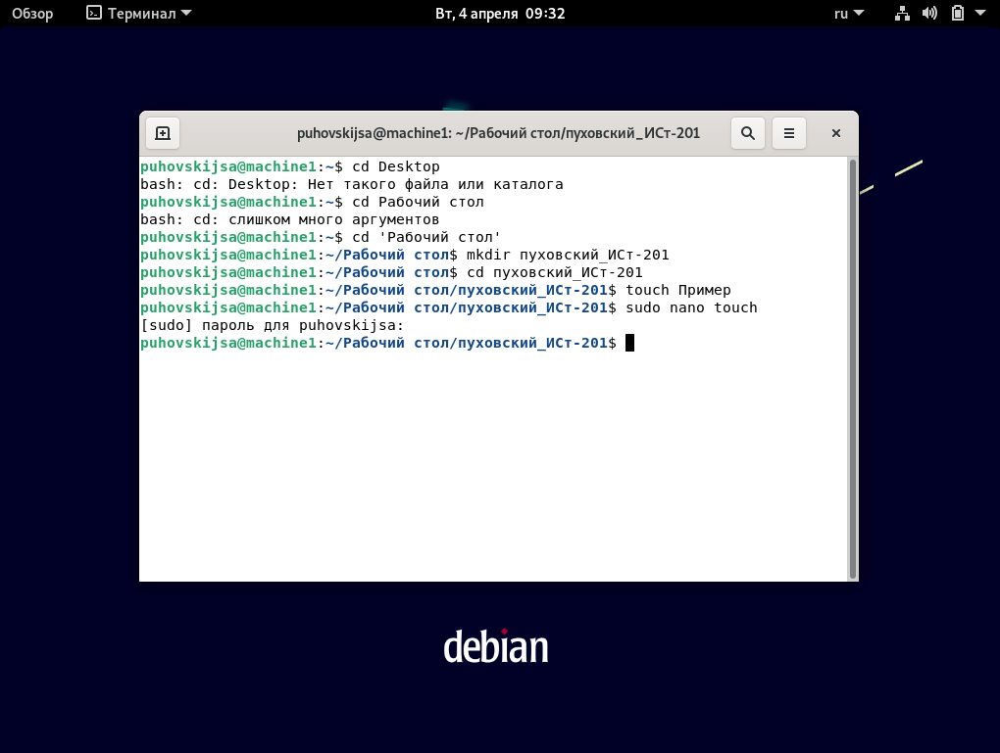 Обзор Терминал Вт, 4 апреля 09:32 ru
puhovskijsa@machine1: ~/Рабочий стол/пуховский_ИСт-201
puhovskijsa@machine1:~$ cd Desktop
bash: cd: Desktop: Нет такого файла или каталога
puhovskijsa@machine1:~$ cd Рабочий стол
bash: cd: слишком много аргументов
puhovskijsa@machine1:~$ cd 'Рабочий стол'
puhovskijsa@machine1:~/Рабочий стол$ mkdir пуховский_ИСт-201
puhovskijsa@machine1:~/Рабочий стол$ cd пуховский_ИСт-201
puhovskijsa@machine1:~/Рабочий стол/пуховский_ИСт-201$ touch Пример
puhovskijsa@machine1:~/Рабочий стол/пуховский_ИСт-201$ sudo nano touch
[sudo] пароль для puhovskijsa:
puhovskijsa@machine1:~/Рабочий стол/пуховский_ИСт-201$
debian